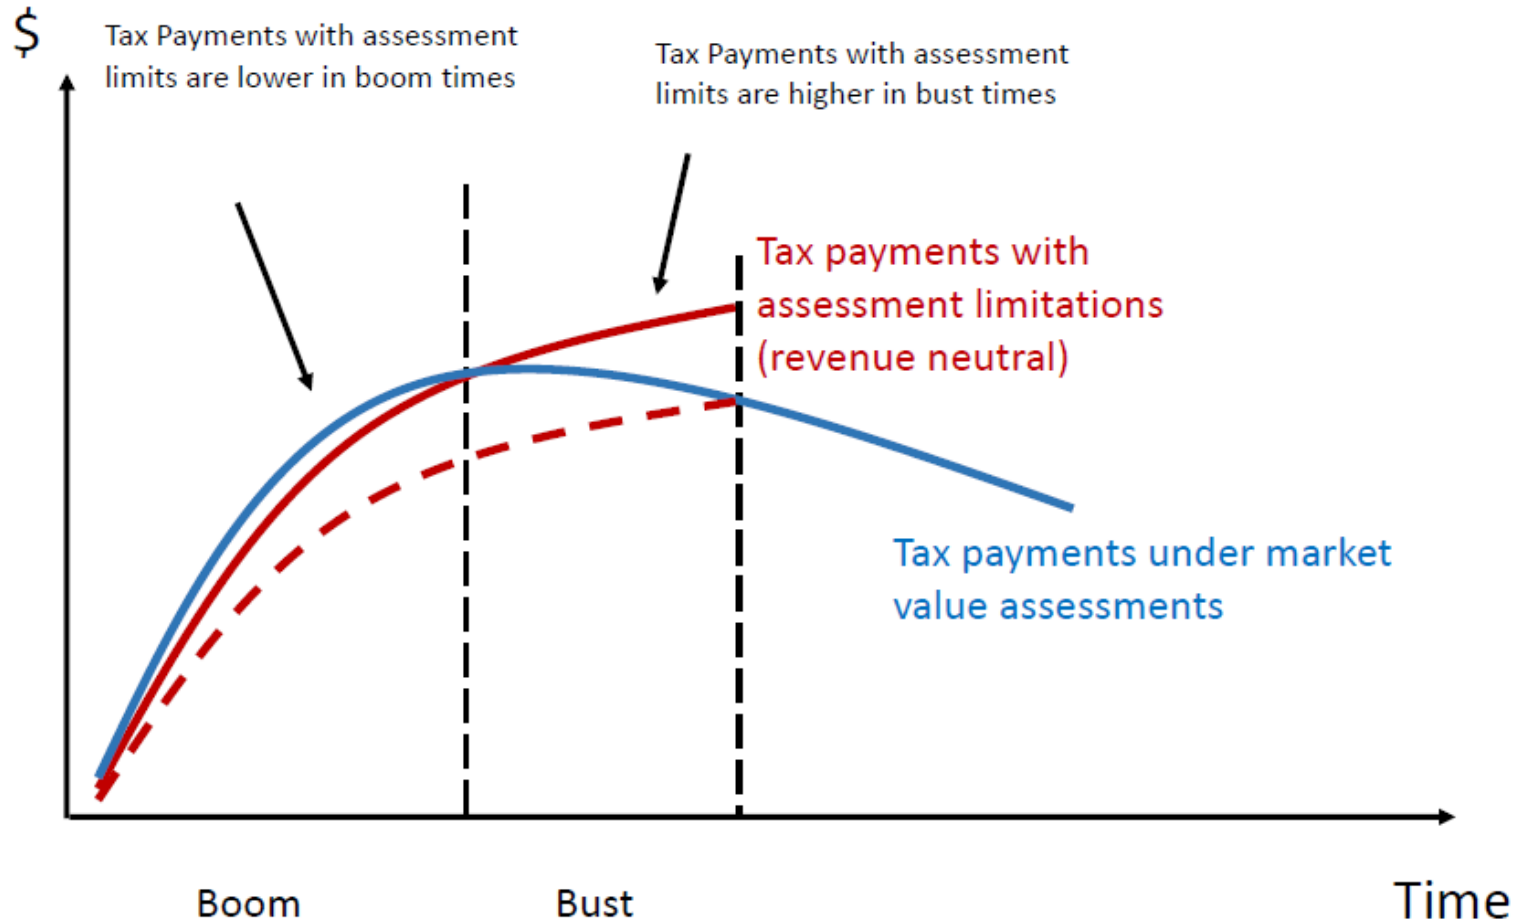 $
Tax Payments with assessment
limits are lower in boom times
Tax Payments with assessment
limits are higher in bust times
Tax payments with
assessment limitations
(revenue neutral)
Tax payments under market
value assessments
Boom
Bust
Time